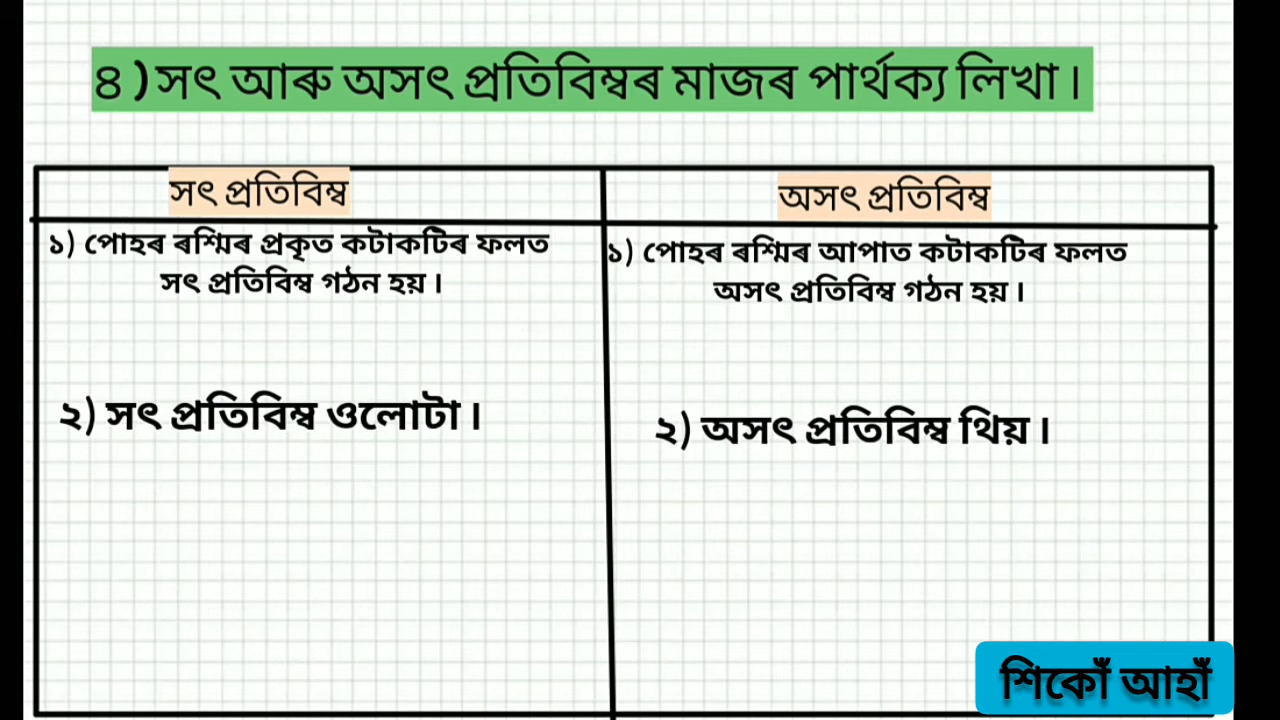 ৪ ) সৎ আৰু অসৎ প্ৰতিবিম্বৰ মাজৰ পাৰ্থক্য লিখা ।
সৎ প্ৰতিবিম্ব
১) পোহৰ ৰশ্মিৰ প্ৰকৃত কটাকটিৰ ফলত
সৎ প্ৰতিবিম্ব গঠন হয় ।
২) সৎ প্ৰতিবিম্ব ওলোটা ।
অসৎ প্ৰতিবিম্ব
১) পোহৰ ৰশ্মিৰ আপাত কটাকটিৰ ফলত
অসৎ প্ৰতিবিম্ব গঠন হয় ।
২) অসৎ প্ৰতিবিম্ব থিয় ।
শিকোঁ আহাঁ